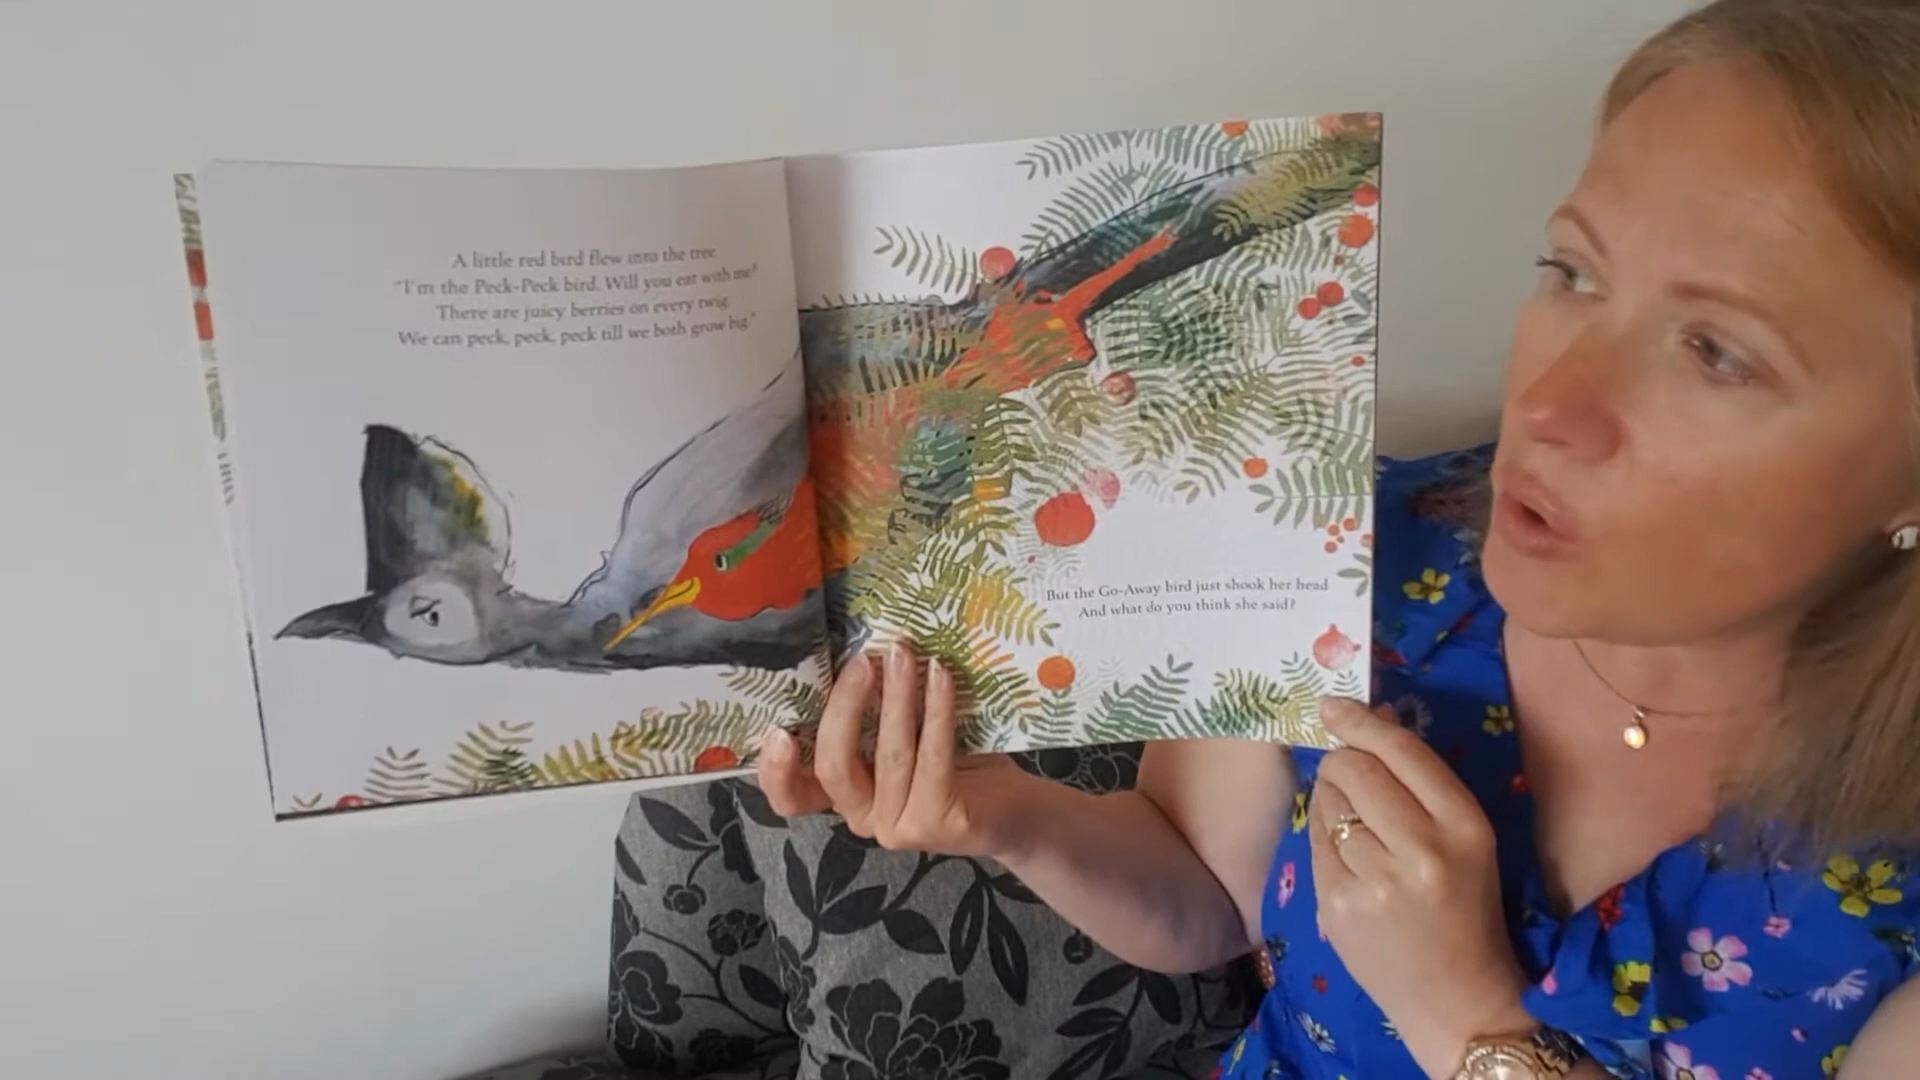 A little red bird flew into the tree
"I'm the Peck-Peck bird. Will you eat with me?
There are juicy berries on every twig
We can peck, peck, peck till we both grow big."
But the Go-Away bird just shook her head
And what do you think she said?